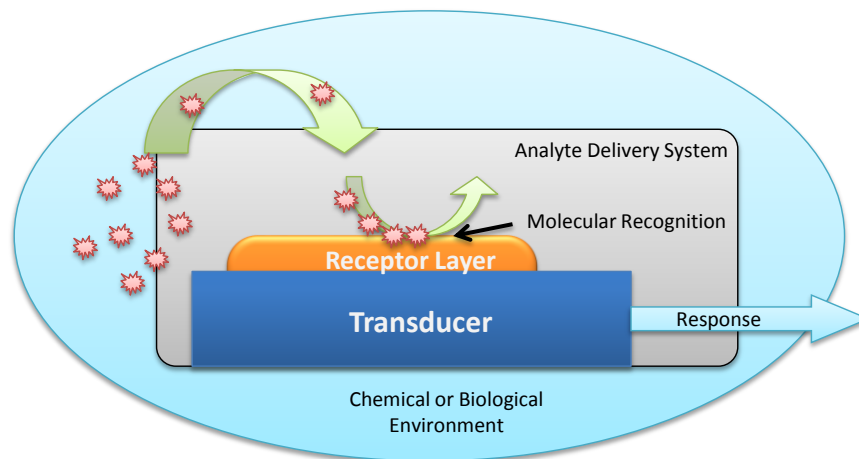 Analyte Delivery System
Molecular Recognition
Receptor Layer
Transducer
Response
Chemical or Biological
Environment